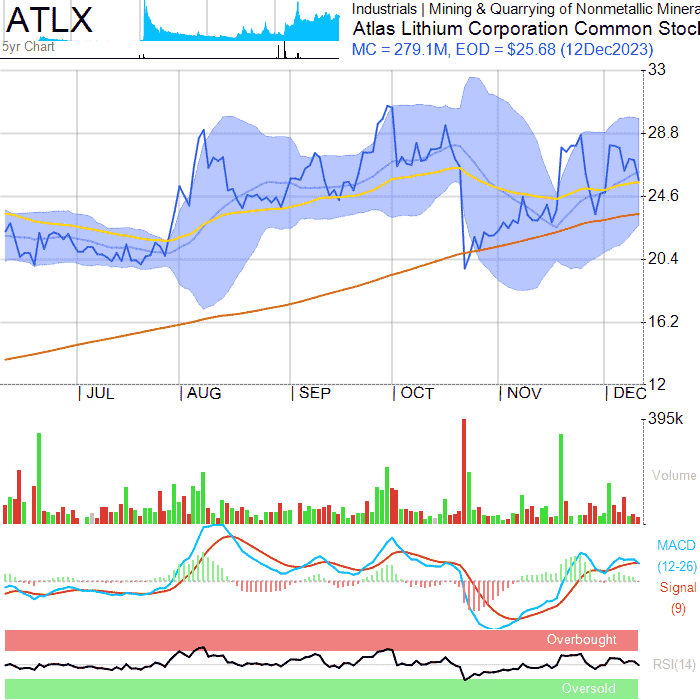 ATLX
5yr Chart
Industrials | Mining & Quarrying of Nonmetallic Minera
Atlas Lithium Corporation Common Stoc
MC = 279.1M, EOD = $25.68 (12Dec2023)
33
28.8
24.6
20.4
16.2
12
| JUL | AUG | SEP | OCT | NOV | DEC
395k
Volume
MACD
(12-26)
Signal
(9)
Overbought
RSI(14)
Oversold